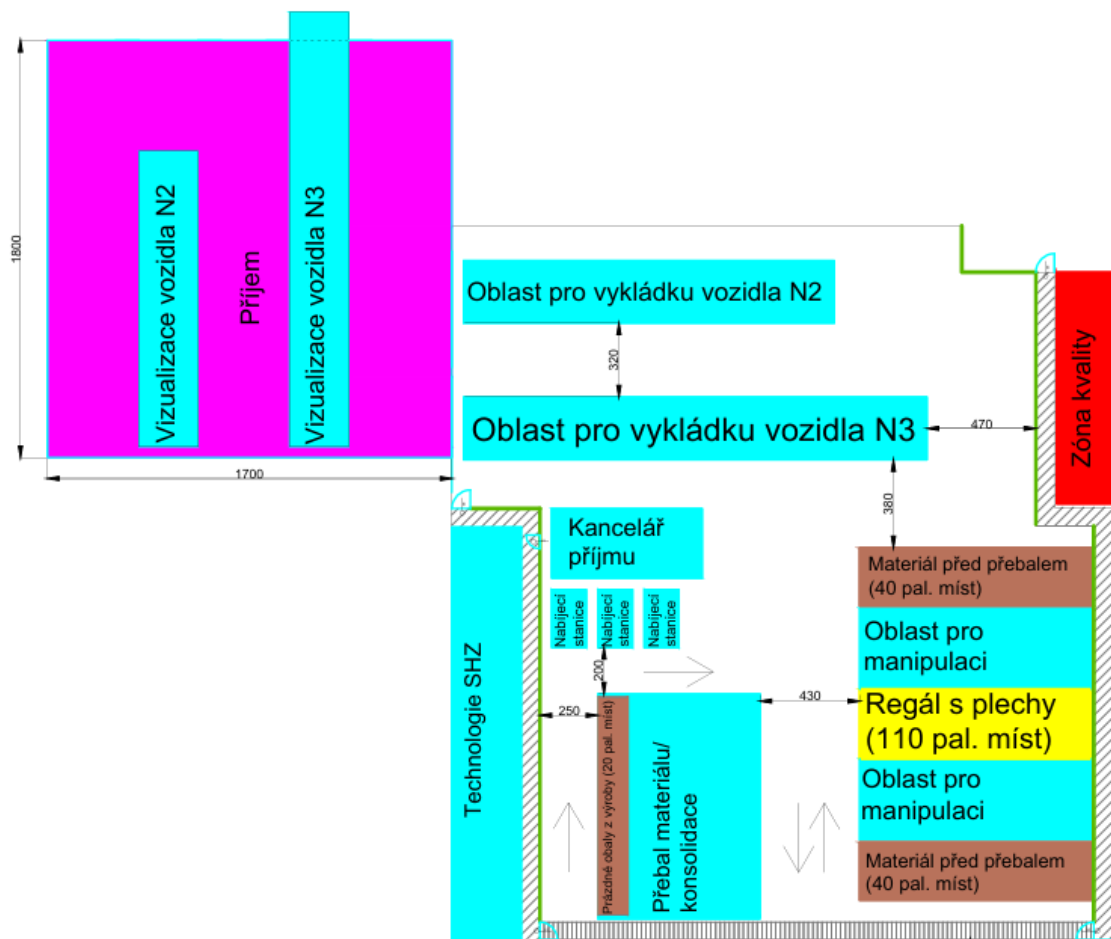 1800
Vizualizace vozidla N2
Příjem
Vizualizace vozidla N3
1700
Oblast pro vykládku vozidla N2
320
Oblast pro vykládku vozidla N3
470
Zóna kvality
380
Kancelář
příjmu
Nabíjecí
stanice
Nabíjecí
stanice
Nabíjecí
stanice
Technologie SHZ
200
250
430
Prázdné obaly z výroby (20 pal. míst)
Přebal materiálu/
konsolidace
Materiál před přebalem
(40 pal. míst)
Oblast pro
manipulaci
Regál s plechy
(110 pal. míst)
Oblast pro
manipulaci
Materiál před přebalem
(40 pal. míst)